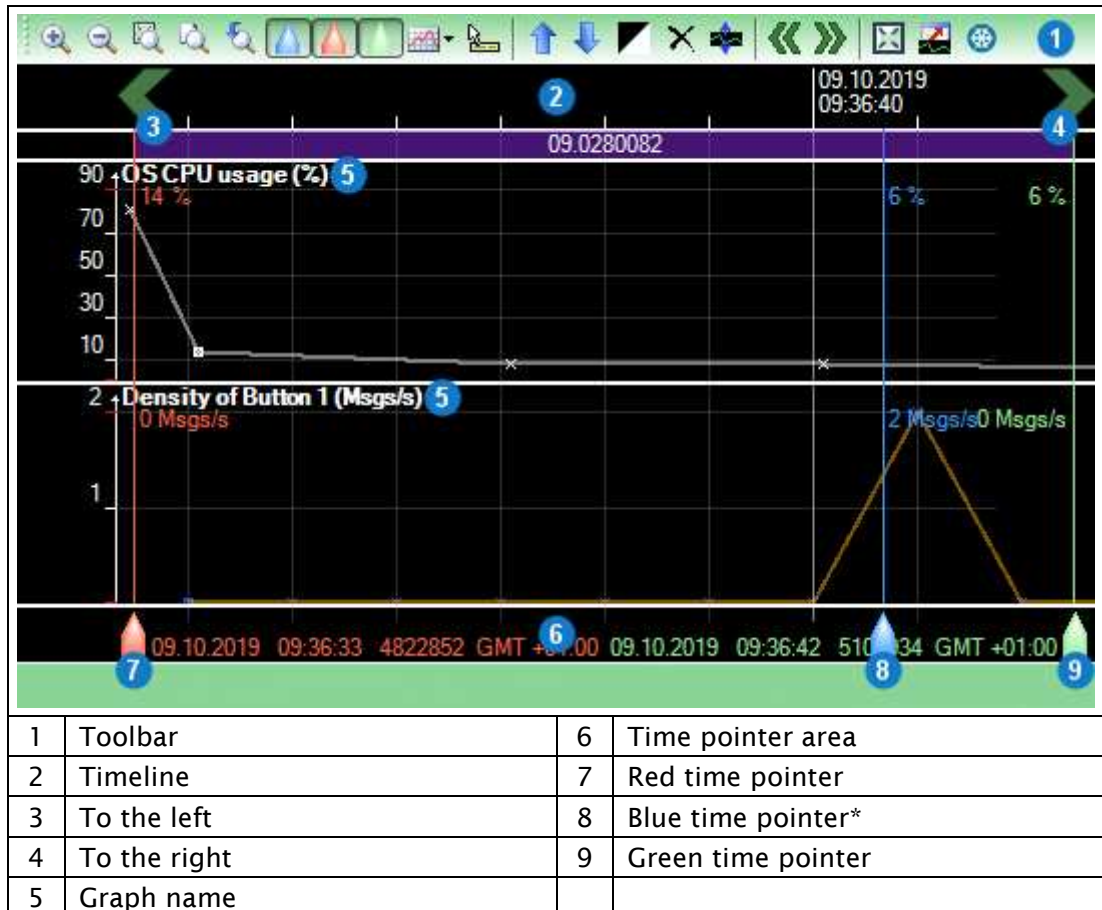 1
09.10.2019
09:36:40
2
3
4
09.0280082
90 OS CPU usage (%) 5
14 % 6 % 6 %
70
50
30
10
2 Density of Button 1 (Msgs/s) 5
0 Msgs/s 2 Msgs/s 0 Msgs/s
1
6
09.10.2019 09:36:33 4822852 GMT 09.10.2019 09:36:42 GMT +01:00
7 8 9
1 Toolbar 6 Time pointer area
2 Timeline 7 Red time pointer
3 To the left 8 Blue time pointer*
4 To the right 9 Green time pointer
5 Graph name